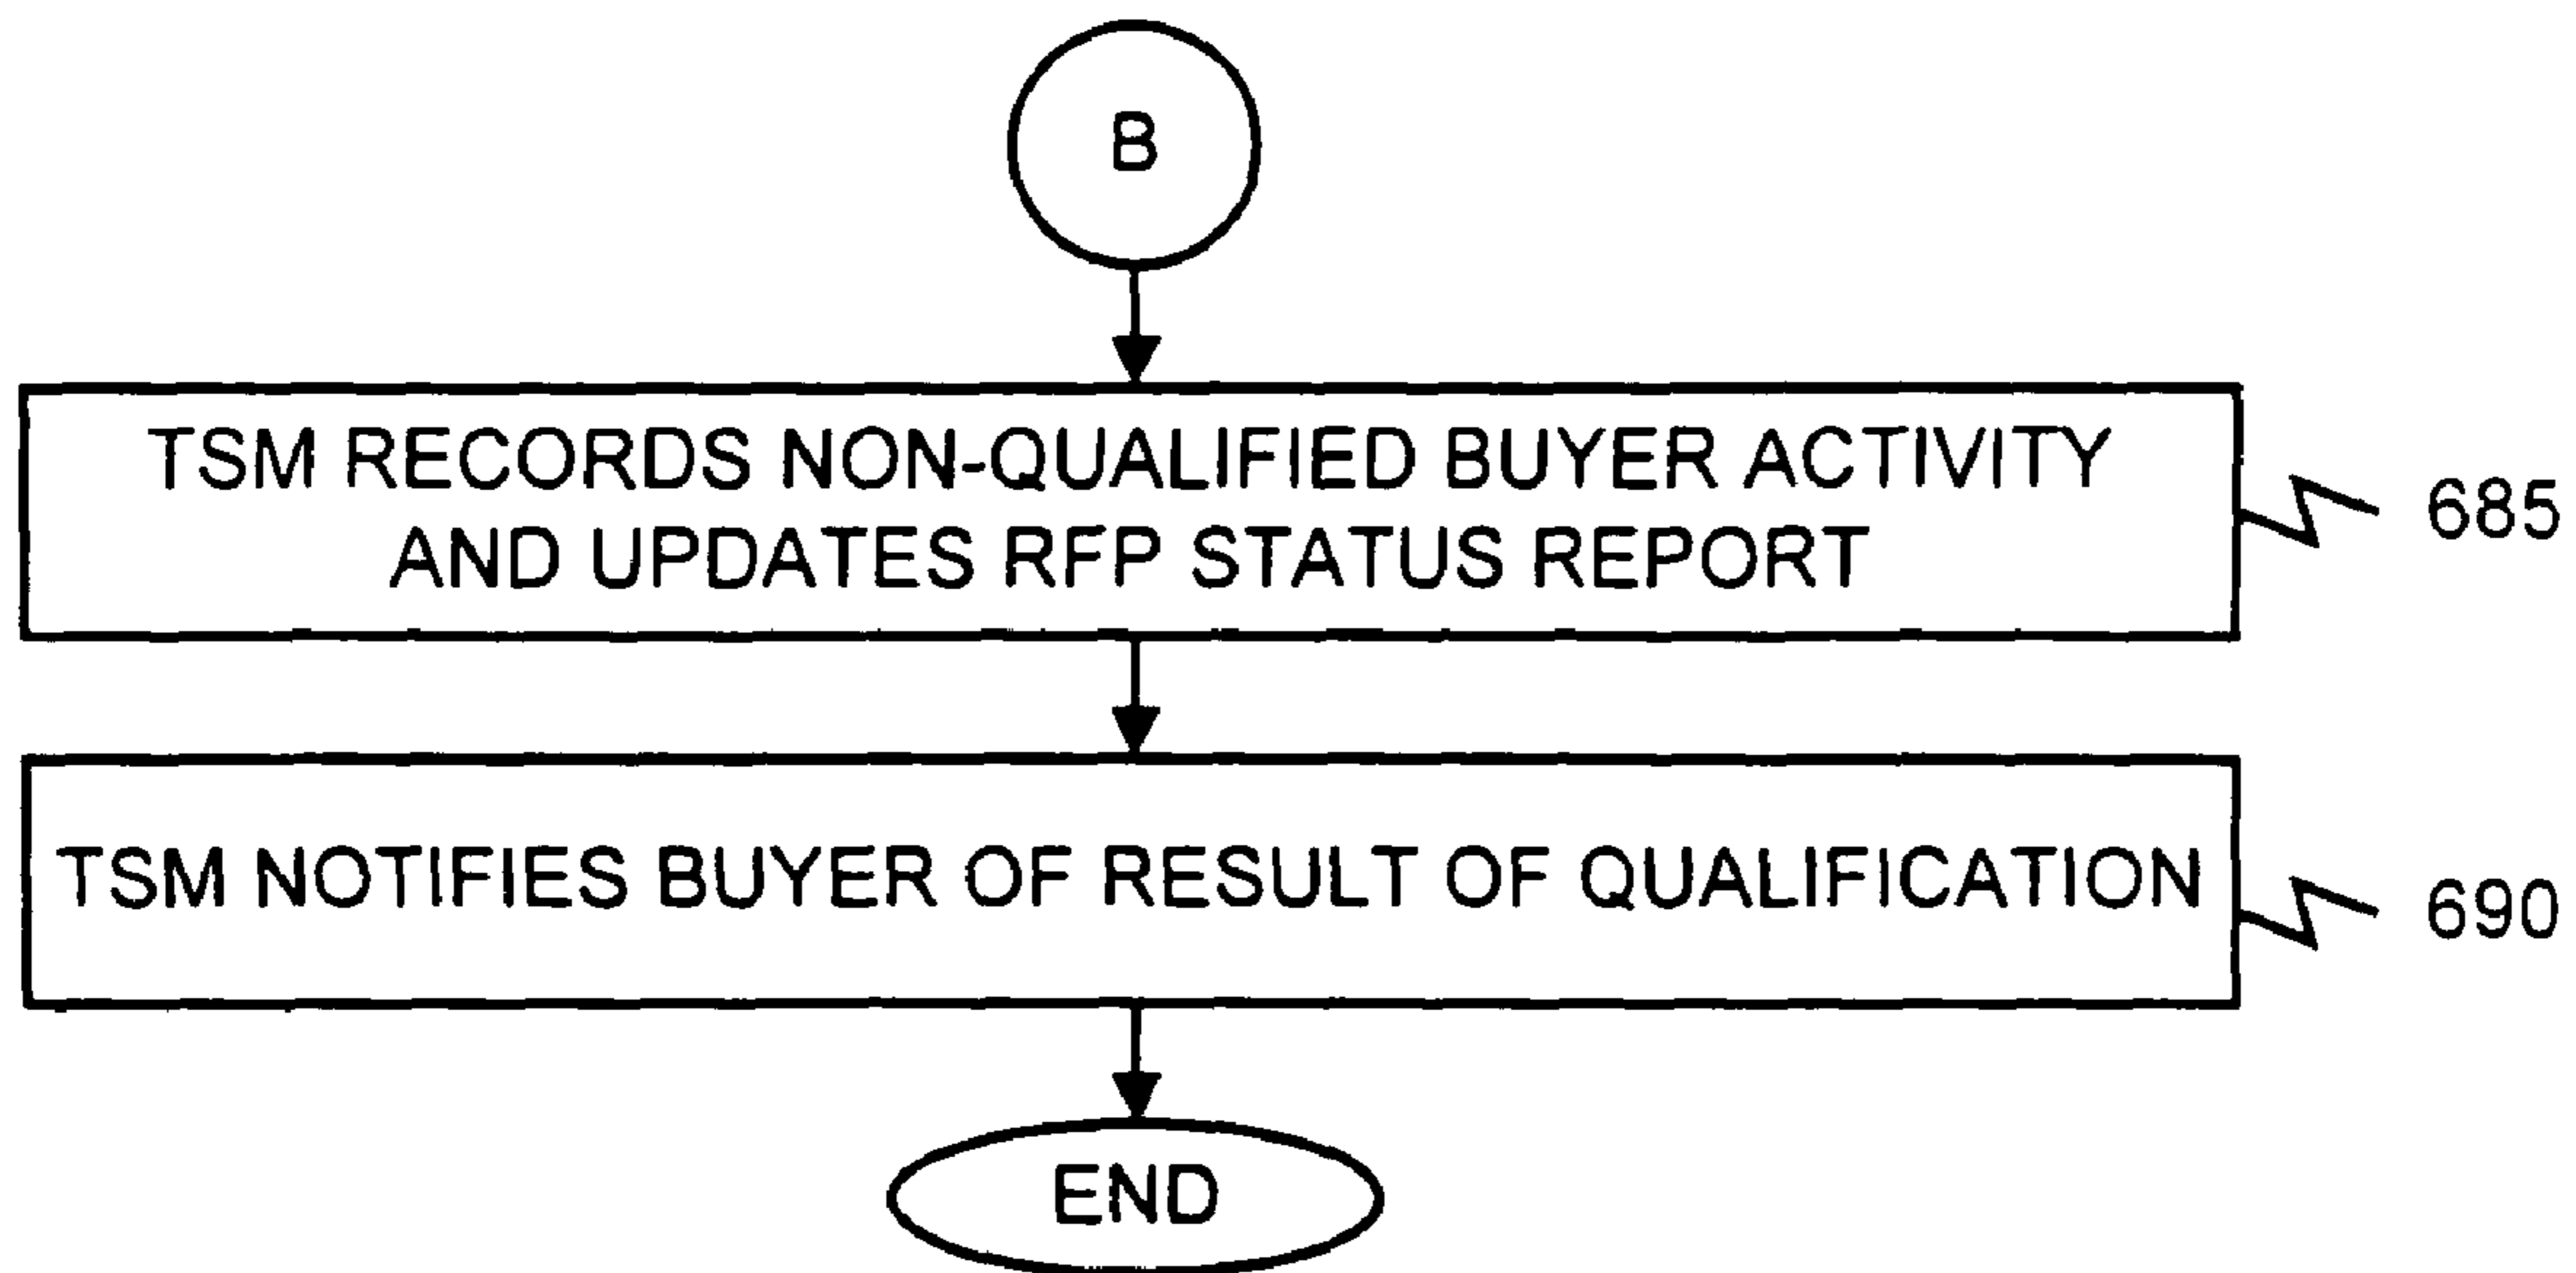 B
TSM RECORDS NON-QUALIFIED BUYER ACTIVITY
AND UPDATES RFP STATUS REPORT
685
TSM NOTIFIES BUYER OF RESULT OF QUALIFICATION
690
END